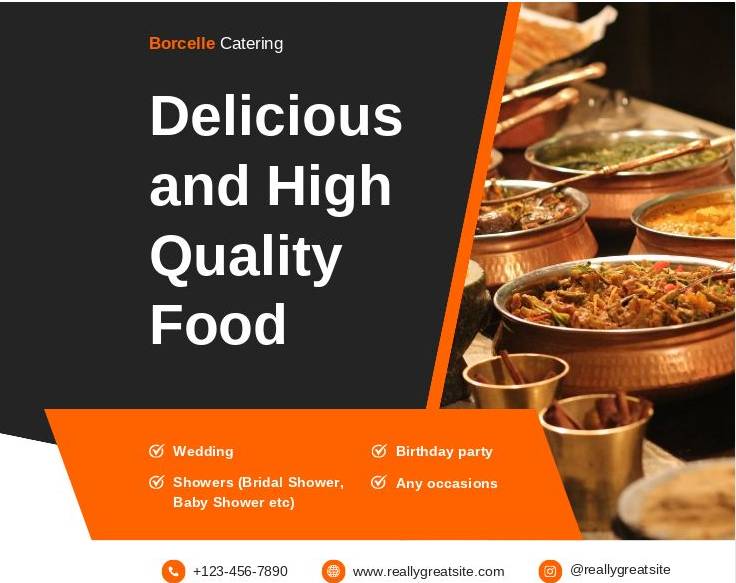 Borcelle Catering
Delicious
and High
Quality
Food
Wedding
Showers (Bridal Shower,
Baby Shower etc)
Birthday party
Any occasions
+123-456-7890
www.reallygreatsite.com
@reallygreatsite